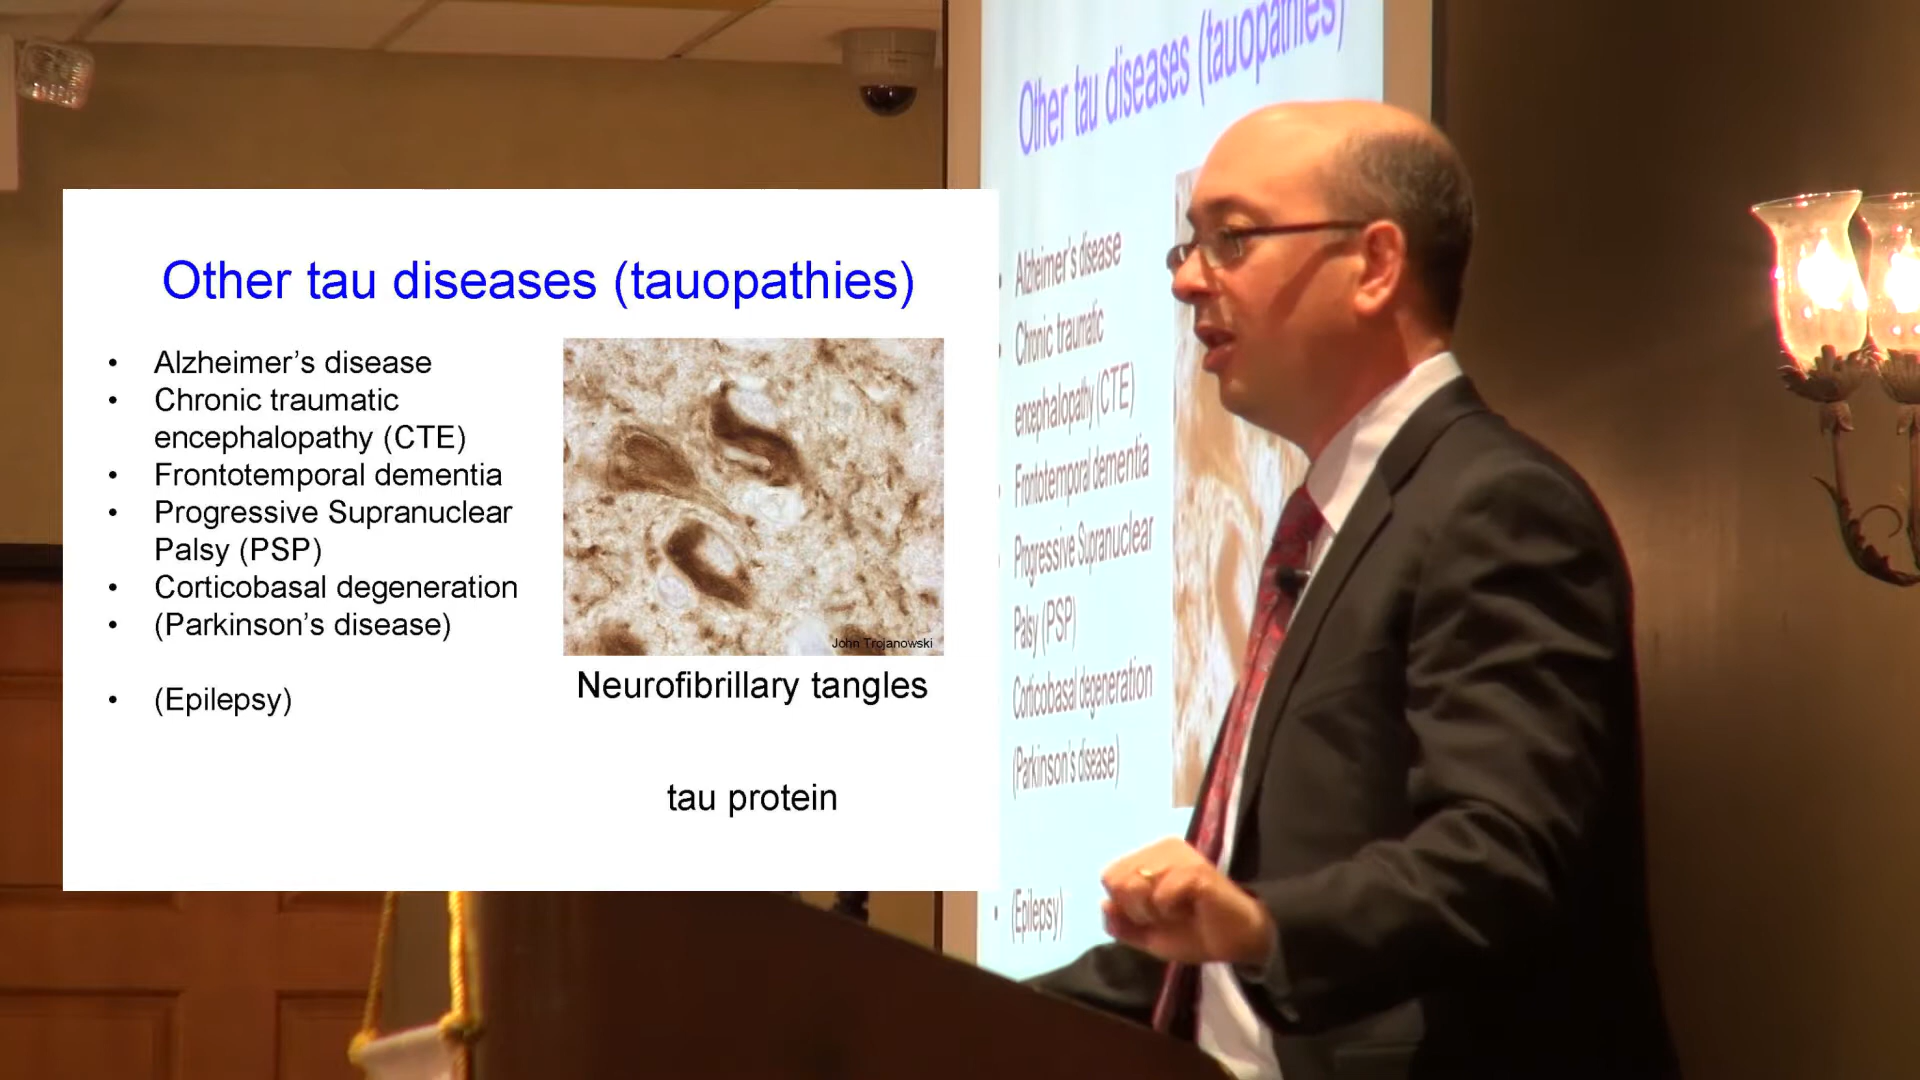 Other tau diseases (tauopathies)
• Alzheimer’s disease
• Chronic traumatic
encephalopathy (CTE)
• Frontotemporal dementia
• Progressive Supranuclear
Palsy (PSP)
• Corticobasal degeneration
• (Parkinson’s disease)
• (Epilepsy)
John Trojanowski
Neurofibrillary tangles
tau protein
Other tau diseases (tauopathies)
• Alzheimer's disease
• Chronic traumatic
encephalopathy (CTE)
• Frontotemporal dementia
• Progressive Supranuclear
Palsy (PSP)
Corticobasal degeneration
(Parkinson's disease)
• (Epilepsy)